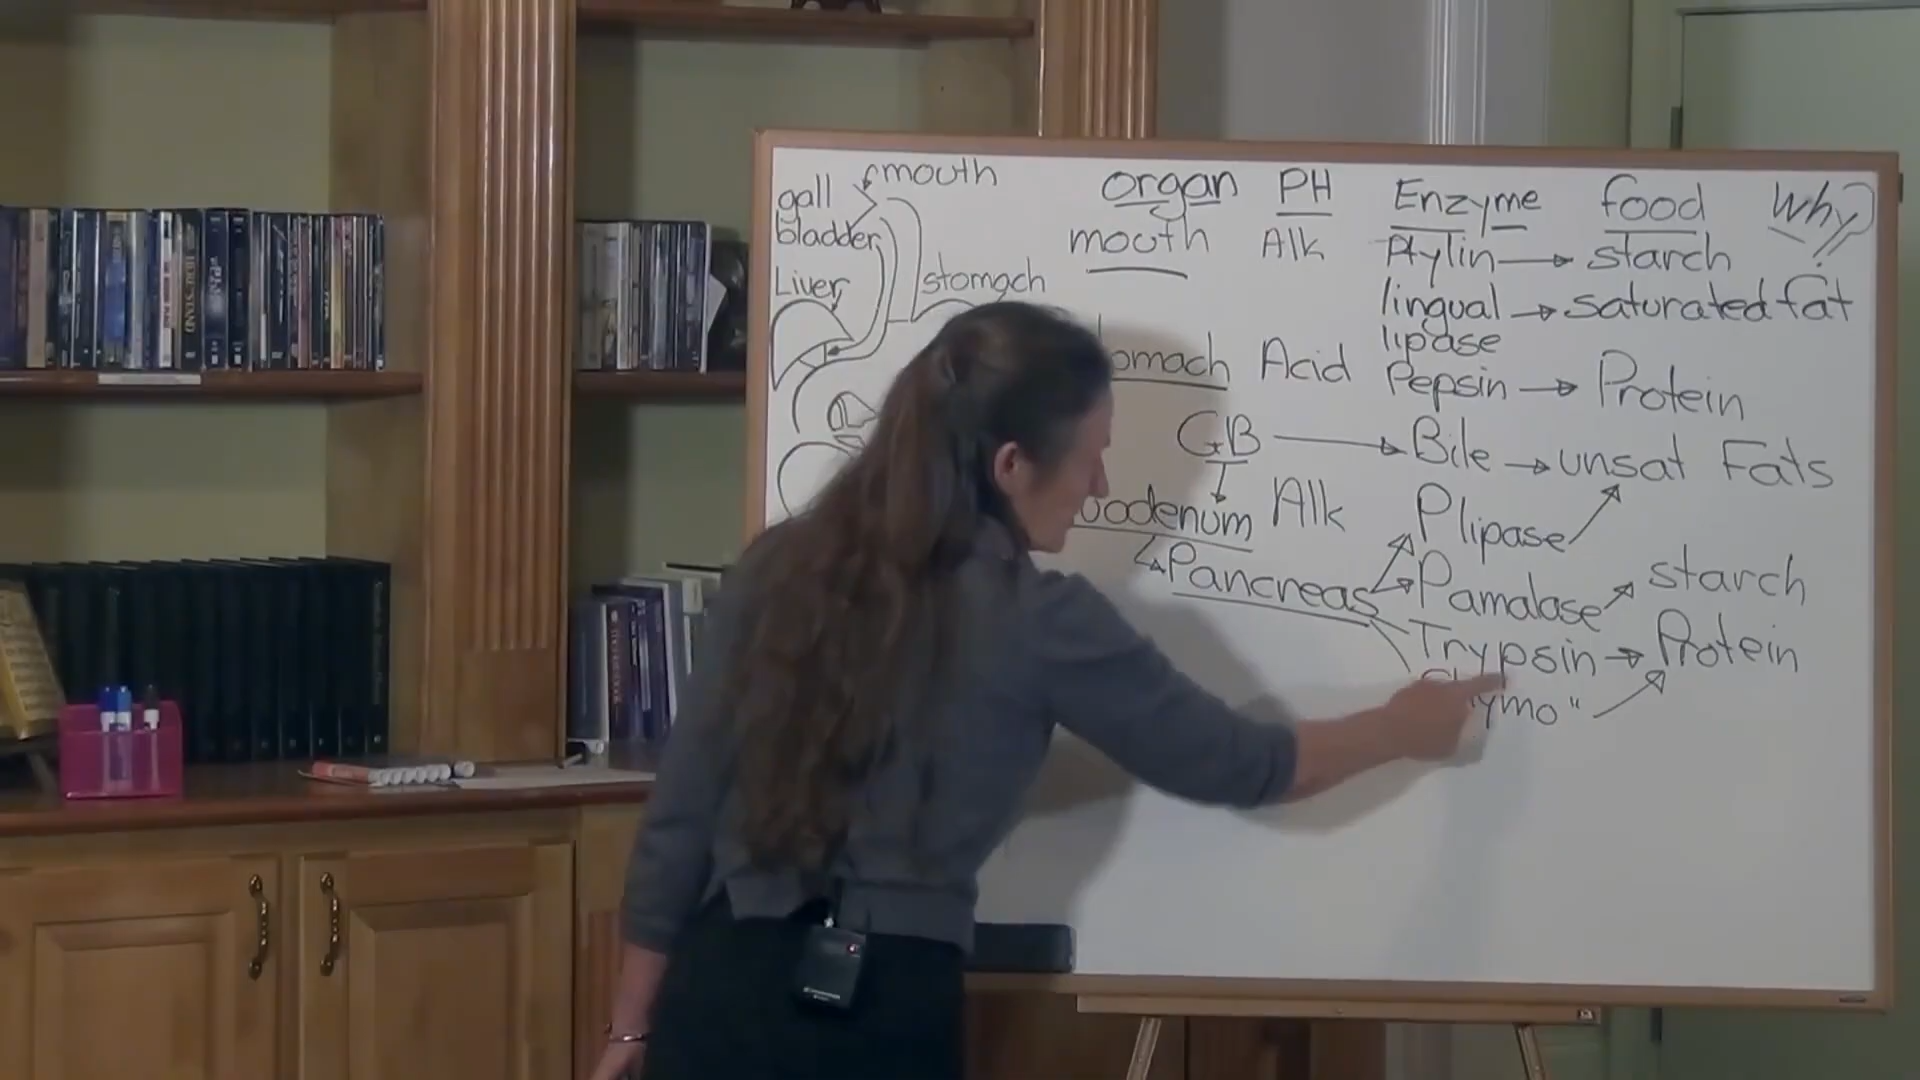 mouth
gall
bladder
Liver
stomach
organ PH Enzyme food Why?
mouth Alk Ptylin → starch
lingual → saturated fat
lipase
omach Acid Pepsin → Protein
GB → Bile → unsat Fats
uodenum Alk P lipase
Pancreas P amalase starch
Trypsin → Protein
ymo "